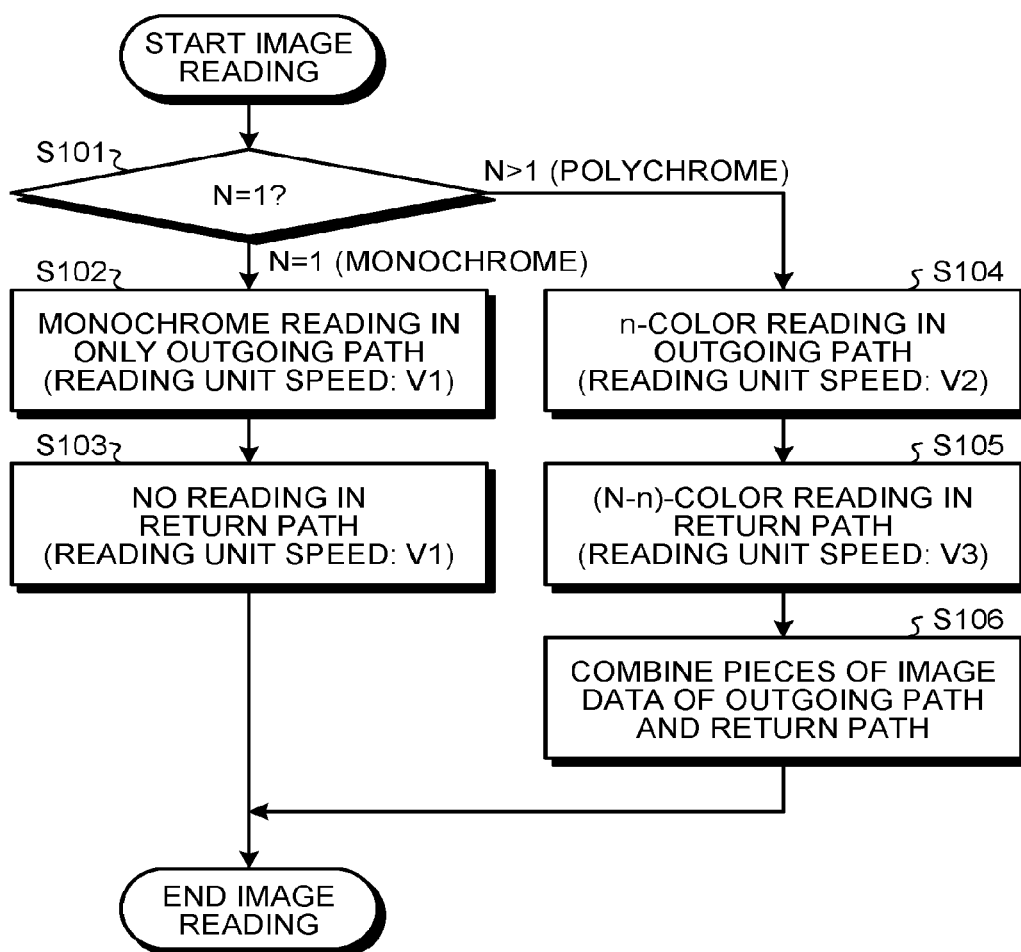 START IMAGE
READING
S101
N=1?
N>1 (POLYCHROME)
N=1 (MONOCHROME)
S102
MONOCHROME READING IN
ONLY OUTGOING PATH
(READING UNIT SPEED: V1)
S103
NO READING IN
RETURN PATH
(READING UNIT SPEED: V1)
S104
n-COLOR READING IN
OUTGOING PATH
(READING UNIT SPEED: V2)
S105
(N-n)-COLOR READING IN
RETURN PATH
(READING UNIT SPEED: V3)
S106
COMBINE PIECES OF IMAGE
DATA OF OUTGOING PATH
AND RETURN PATH
END IMAGE
READING